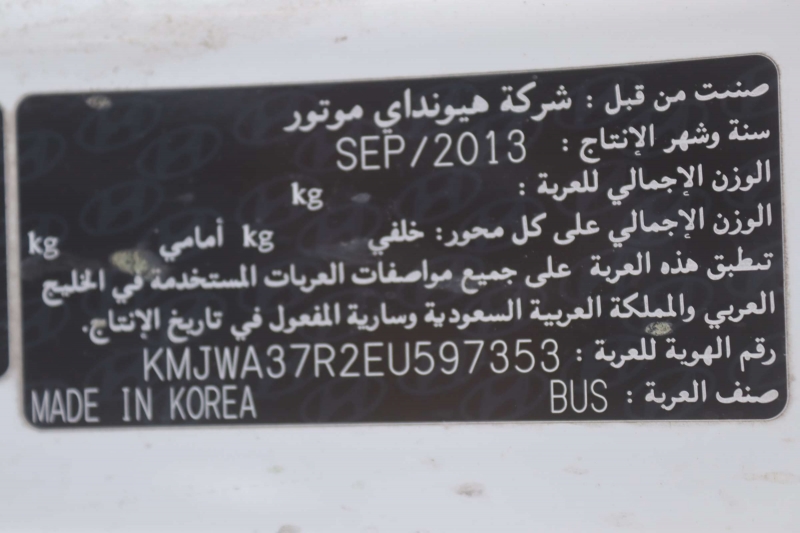 صنعت من قبل : شركة هيونداي موتور
سنة وشهر الإنتاج : SEP/2013
الوزن الإجمالي للعربة : kg
الوزن الإجمالي على كل محور: خلفي kg أمامي kg
تنطبق هذه العربة على جميع مواصفات العربات المستخدمة في الخليج
العربي والمملكة العربية السعودية وسارية المفعول في تاريخ الإنتاج.
رقم الهوية للعربة : KMJWA37R2EU597353
صنف العربة : BUS MADE IN KOREA